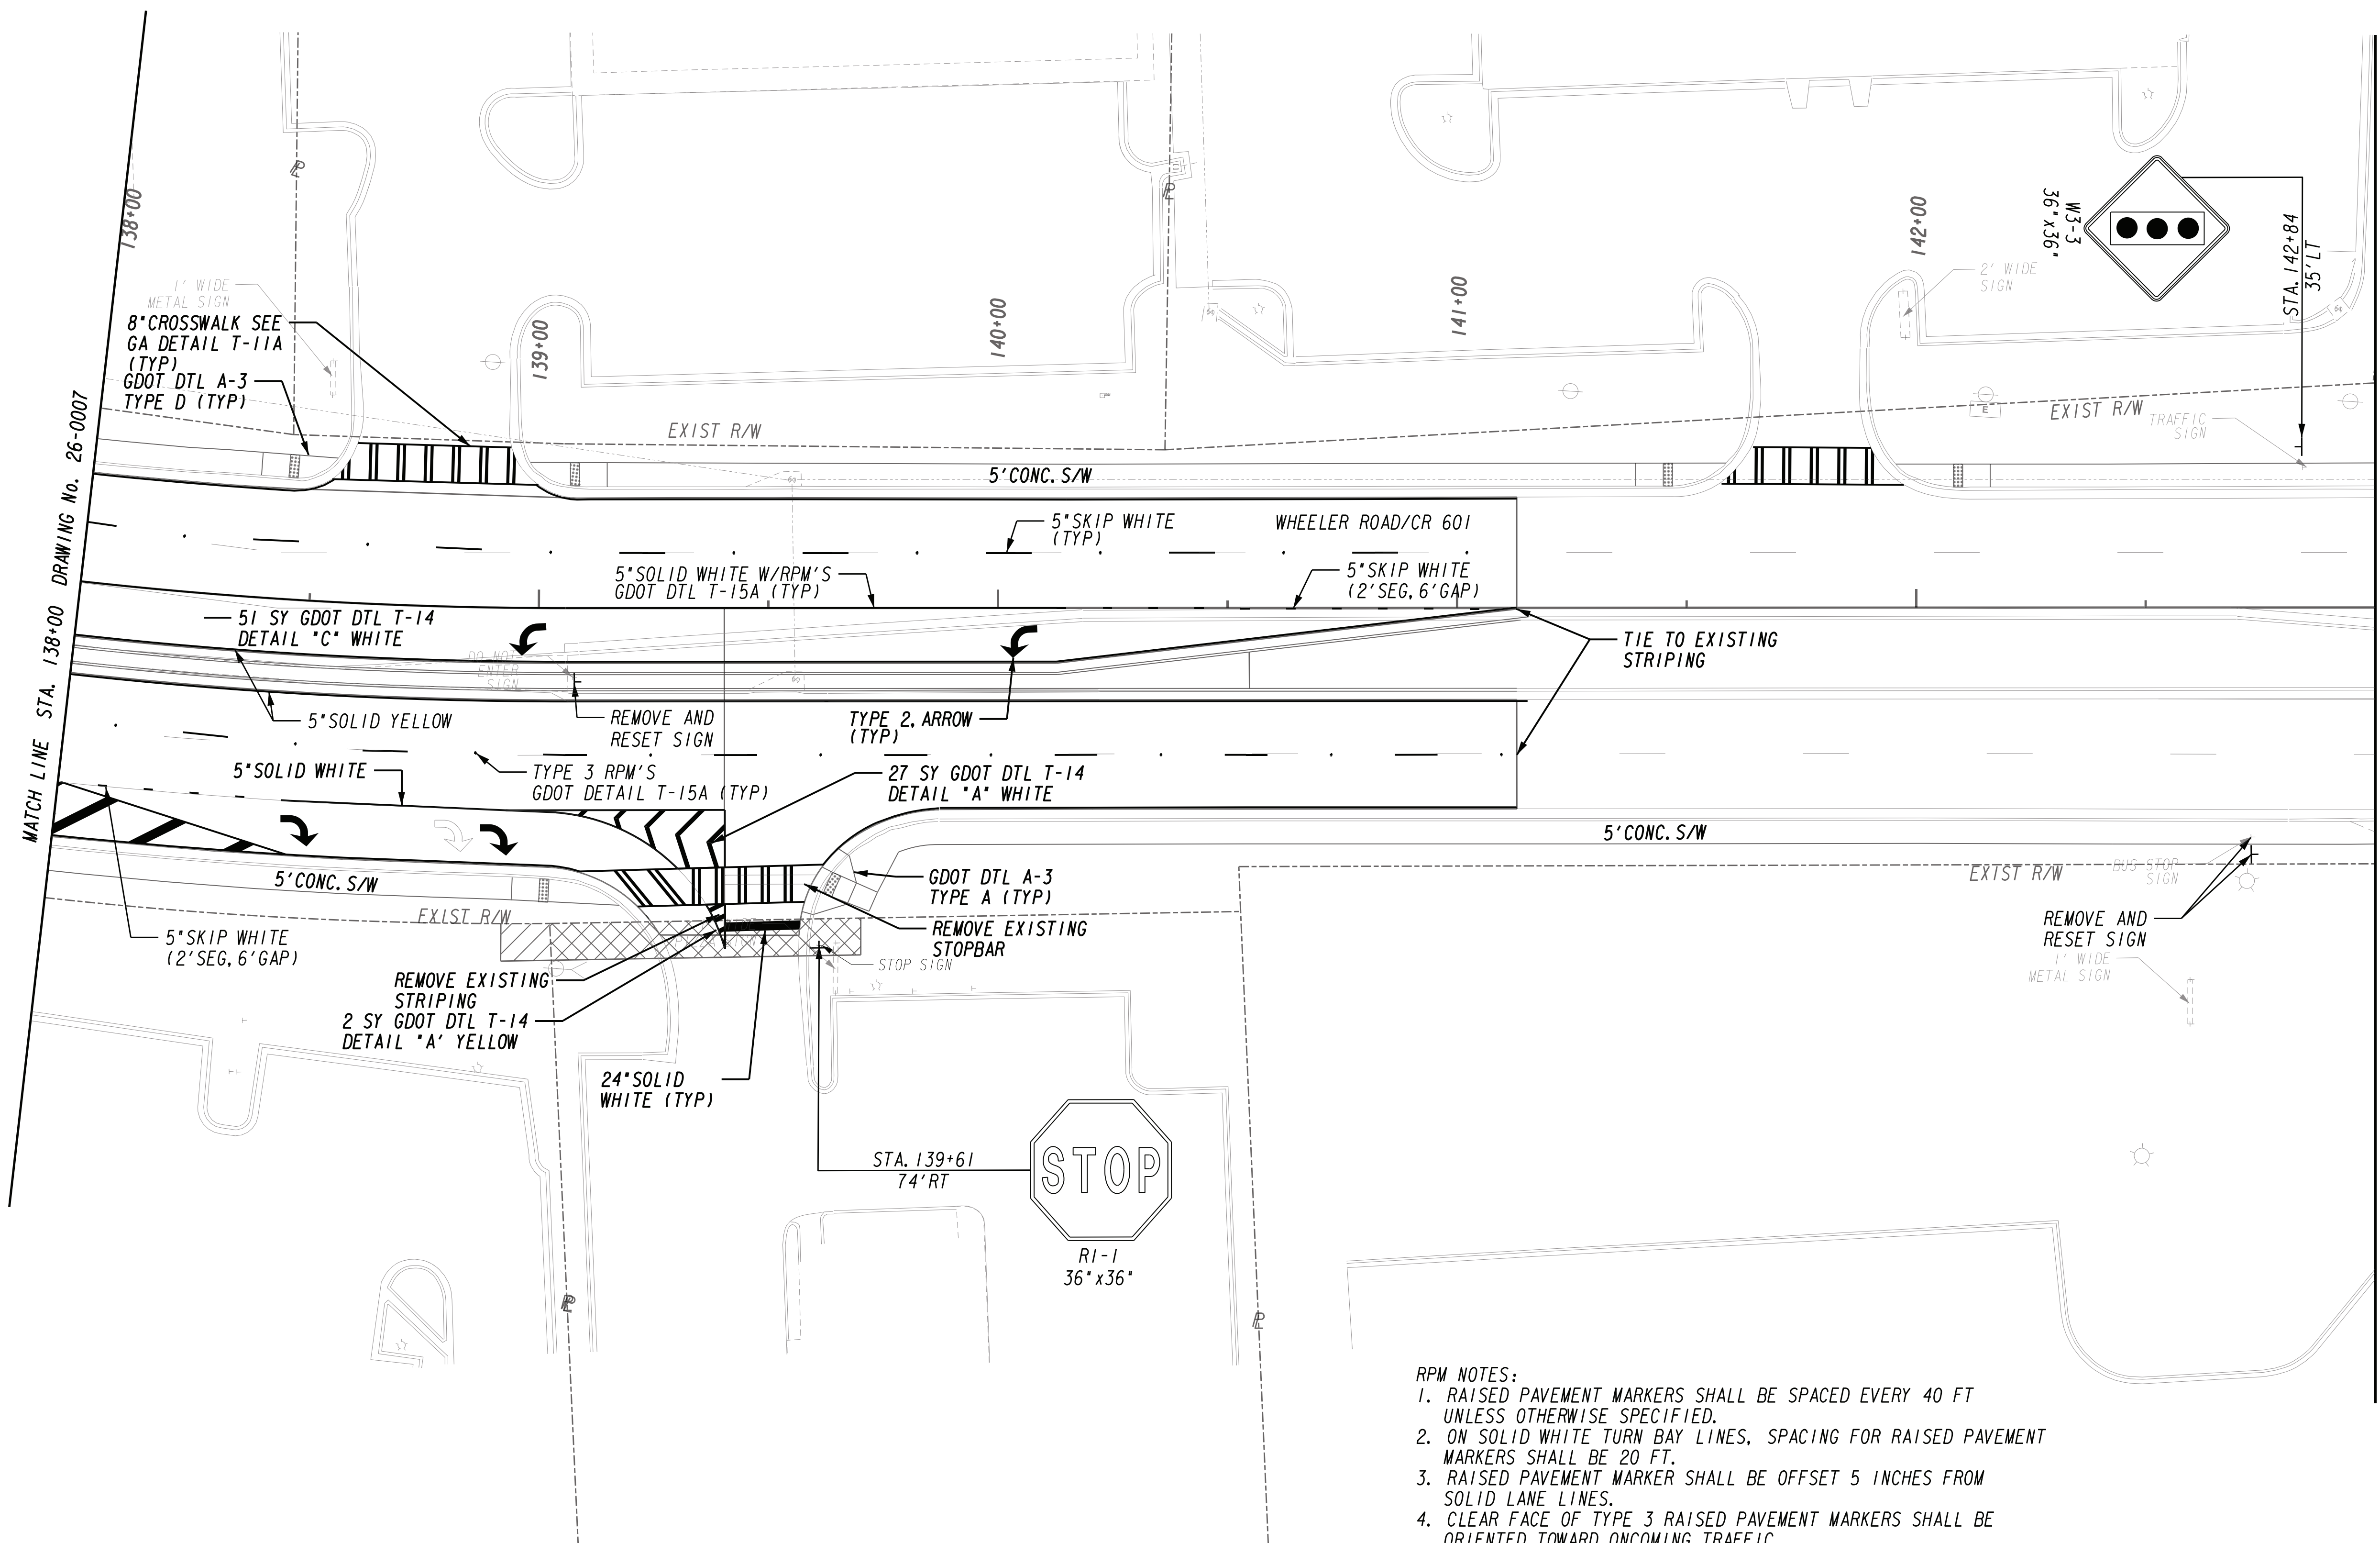 138+00
139+00
140+00
141+00
142+00
W3-3
36"x36"
STA. 142+84
35'LT
1' WIDE
METAL SIGN
8"CROSSWALK SEE
GA DETAIL T-11A
(TYP)
GDOT DTL A-3
TYPE D (TYP)
2' WIDE
SIGN
EXIST R/W
E
EXIST R/W
TRAFFIC
SIGN
MATCH LINE STA. 138+00 DRAWING No. 26-0007
5'CONC. S/W
5"SKIP WHITE
(TYP)
WHEELER ROAD/CR 601
5"SOLID WHITE W/RPM'S
GDOT DTL T-15A (TYP)
5"SKIP WHITE
(2'SEG, 6'GAP)
51 SY GDOT DTL T-14
DETAIL "C" WHITE
DO NOT
ENTER
SIGN
TIE TO EXISTING
STRIPING
5"SOLID YELLOW
REMOVE AND
RESET SIGN
TYPE 2, ARROW
(TYP)
5"SOLID WHITE
TYPE 3 RPM'S
GDOT DETAIL T-15A (TYP)
27 SY GDOT DTL T-14
DETAIL "A" WHITE
5'CONC. S/W
5'CONC. S/W
GDOT DTL A-3
TYPE A (TYP)
EXIST R/W
BUS STOP
SIGN
EXIST R/W
5"SKIP WHITE
(2'SEG, 6'GAP)
REMOVE EXISTING
STOPBAR
STOP SIGN
REMOVE AND
RESET SIGN
1' WIDE
METAL SIGN
REMOVE EXISTING
STRIPING
2 SY GDOT DTL T-14
DETAIL "A' YELLOW
24"SOLID
WHITE (TYP)
STA. 139+61
74'RT
STOP
R1-1
36"x36"
RPM NOTES:
1. RAISED PAVEMENT MARKERS SHALL BE SPACED EVERY 40 FT
UNLESS OTHERWISE SPECIFIED.
2. ON SOLID WHITE TURN BAY LINES, SPACING FOR RAISED PAVEMENT
MARKERS SHALL BE 20 FT.
3. RAISED PAVEMENT MARKER SHALL BE OFFSET 5 INCHES FROM
SOLID LANE LINES.
4. CLEAR FACE OF TYPE 3 RAISED PAVEMENT MARKERS SHALL BE
ORIENTED TOWARD ONCOMING TRAFFIC